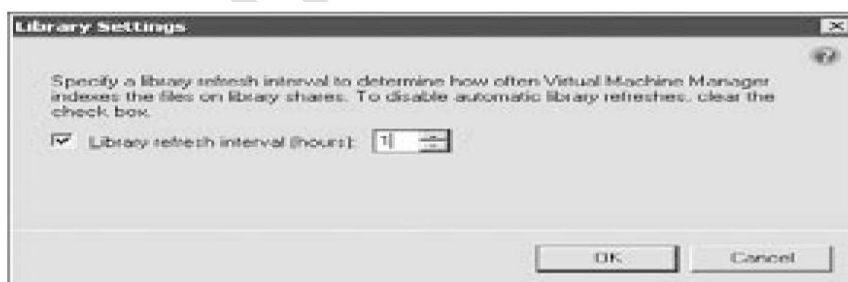 Library Settings
Specify a library refresh interval to determine how often Virtual Machine Manager
indexes the files on library shares. To disable automatic library refreshes, clear the
check box.
Library refresh interval (hours): 1
OK Cancel